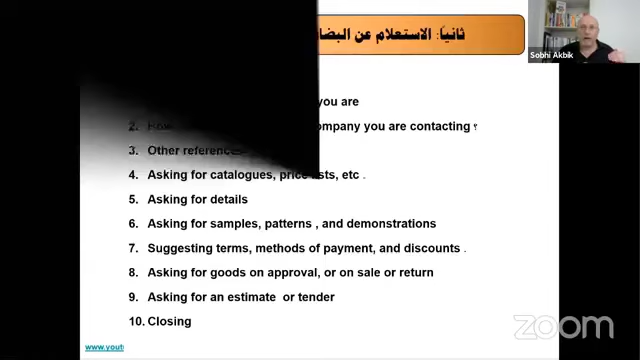 ثانياً: الاستعلام عن البضا
Sobhi Akbik
you are
2. ompany you are contacting ؟
3. Other references
4. Asking for catalogues, price lists, etc .
5. Asking for details
6. Asking for samples, patterns , and demonstrations
7. Suggesting terms, methods of payment, and discounts .
8. Asking for goods on approval, or on sale or return
9. Asking for an estimate or tender
10. Closing
www.yout
zoom